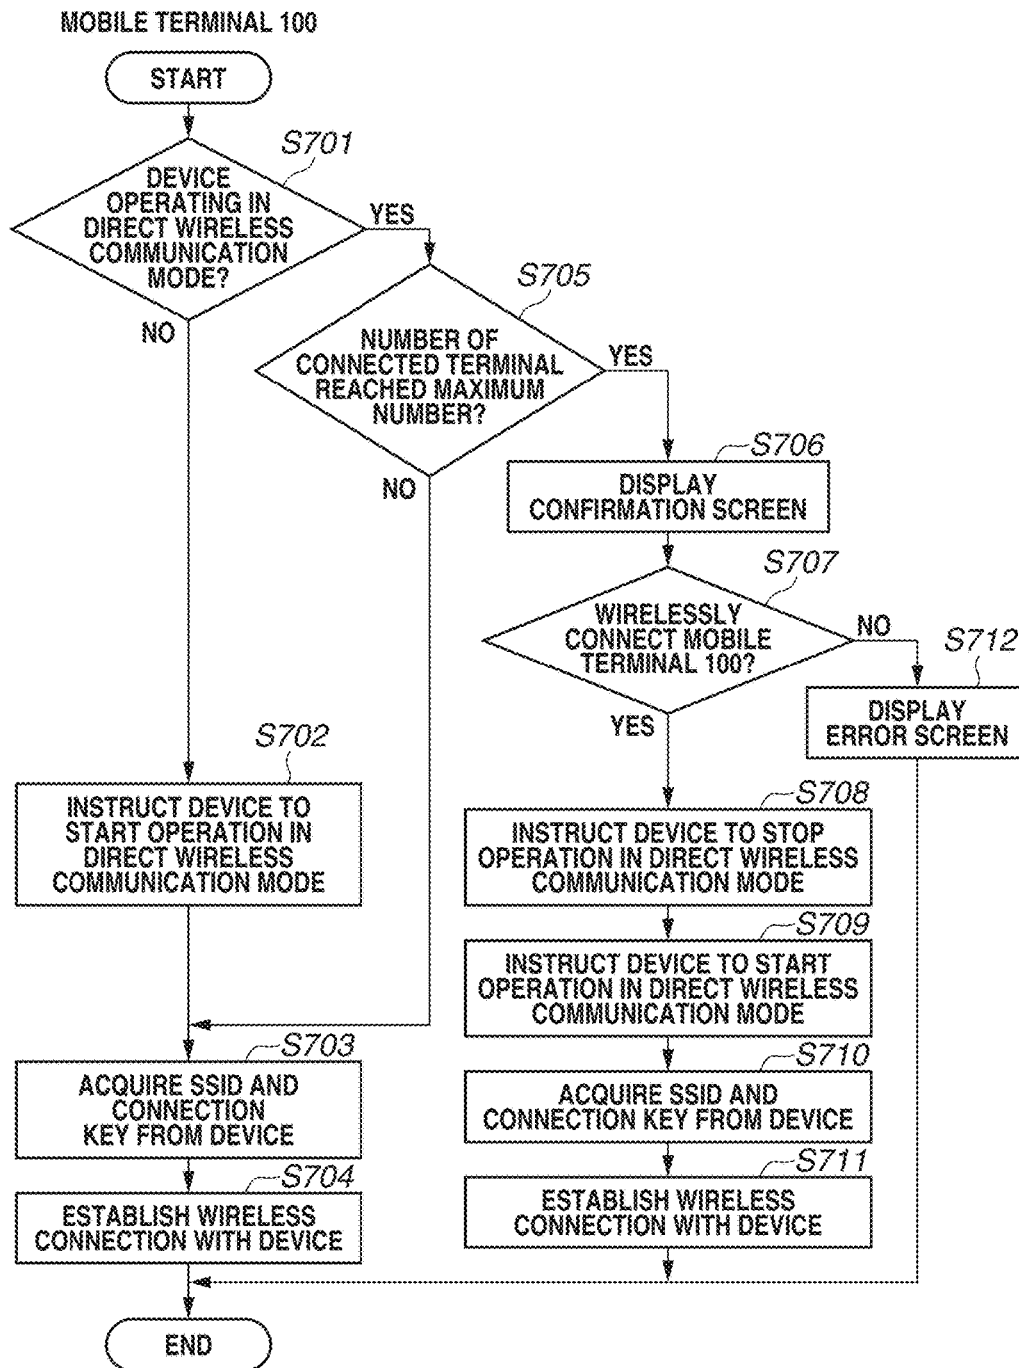 MOBILE TERMINAL 100
START
S701
DEVICE
OPERATING IN
DIRECT WIRELESS
COMMUNICATION
MODE?
YES
NO
S705
NUMBER OF
CONNECTED TERMINAL
REACHED MAXIMUM
NUMBER?
YES
NO
S706
DISPLAY
CONFIRMATION SCREEN
S707
WIRELESSLY
CONNECT MOBILE
TERMINAL 100?
NO
YES
S712
DISPLAY
ERROR SCREEN
S702
INSTRUCT DEVICE TO
START OPERATION IN
DIRECT WIRELESS
COMMUNICATION MODE
S708
INSTRUCT DEVICE TO STOP
OPERATION IN DIRECT WIRELESS
COMMUNICATION MODE
S709
INSTRUCT DEVICE TO START
OPERATION IN DIRECT WIRELESS
COMMUNICATION MODE
S703
ACQUIRE SSID AND
CONNECTION
KEY FROM DEVICE
S710
ACQUIRE SSID AND
CONNECTION KEY FROM DEVICE
S704
ESTABLISH WIRELESS
CONNECTION WITH DEVICE
S711
ESTABLISH WIRELESS
CONNECTION WITH DEVICE
END